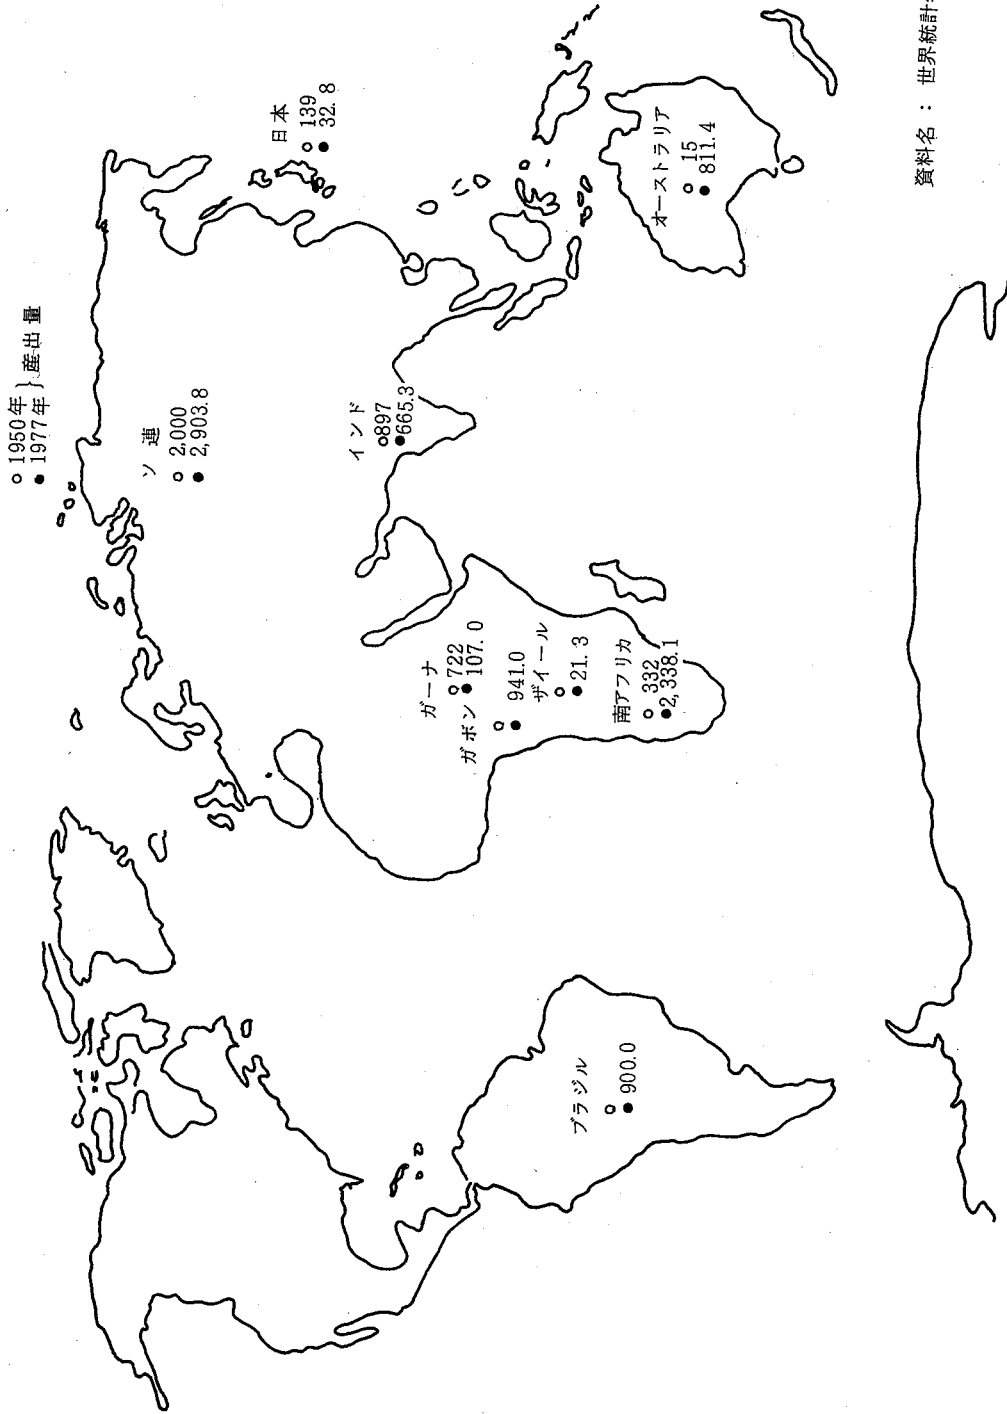 ○ 1950年
● 1977年 } 産出量
ソ連
○ 2,000
● 2,903.8
日本
○ 139
● 32.8
インド
○897
●665.3
オーストラリア
○ 15
● 811.4
ガーナ
○ 722
● 107.0
ガボン
○
● 941.0
ザイール
○
● 21.3
南アフリカ
○ 332
●2,338.1
ブラジル
○
● 900.0
資料名：世界統計